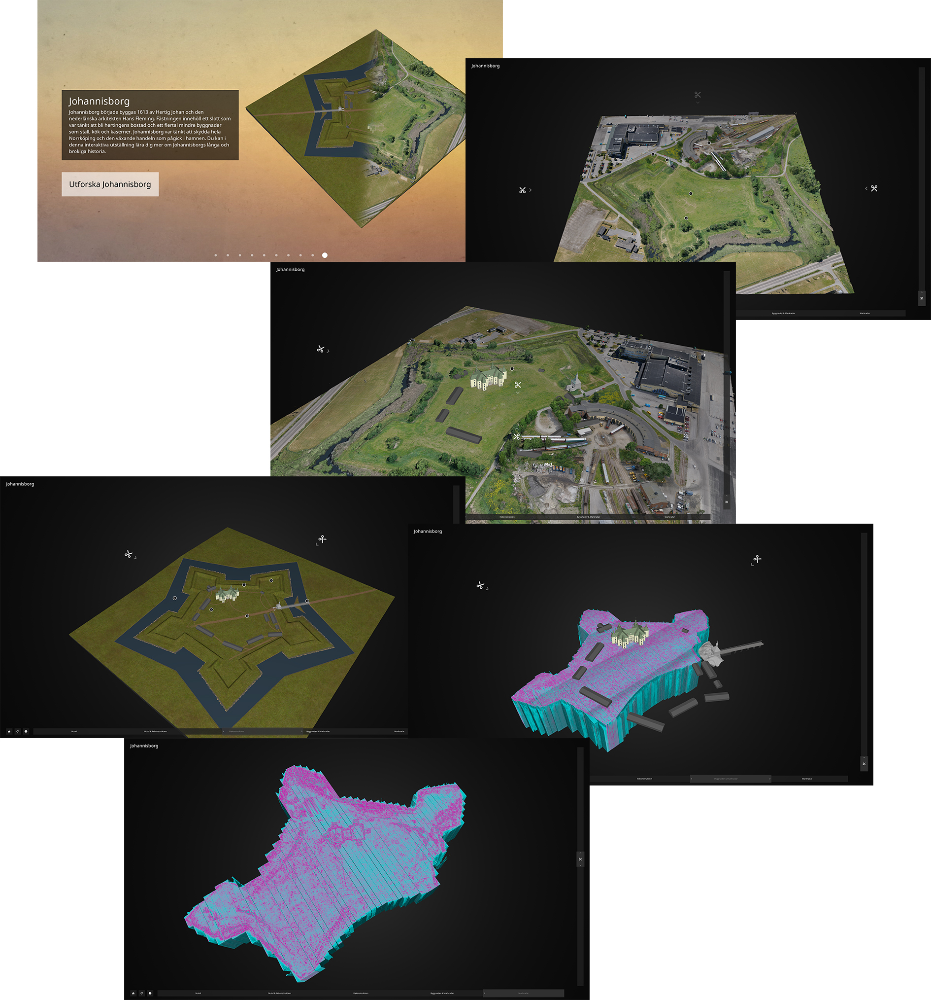 Johannisborg
Johannisborg började byggas 1613 av Hertig Johan och den
nederländska arkitekten Hans Fleming. Fästningen innehöll ett slott som
var tänkt att bli hertingens bostad och ett flertal mindre byggnader
som stall, kök och kaserner. Johannisborg var tänkt att skydda hela
Norrköping och den växande handeln som pågick i hamnen. Du kan i
denna interaktiva utställning lära dig mer om Johannisborgs långa och
brokiga historia.
Utforska Johannisborg
Johannisborg
Byggnader & Markradar
Markradar
Johannisborg
Rekonstruktion
Byggnader & Markradar
Markradar
Johannisborg
Nutid
Nutid & Rekonstruktion
Rekonstruktion
Byggnader & Markradar
Markradar
Johannisborg
Rekonstruktion
Byggnader & Markradar
Markradar
Johannisborg
Nutid
Nutid & Rekonstruktion
Rekonstruktion
Byggnader & Markradar
Markradar